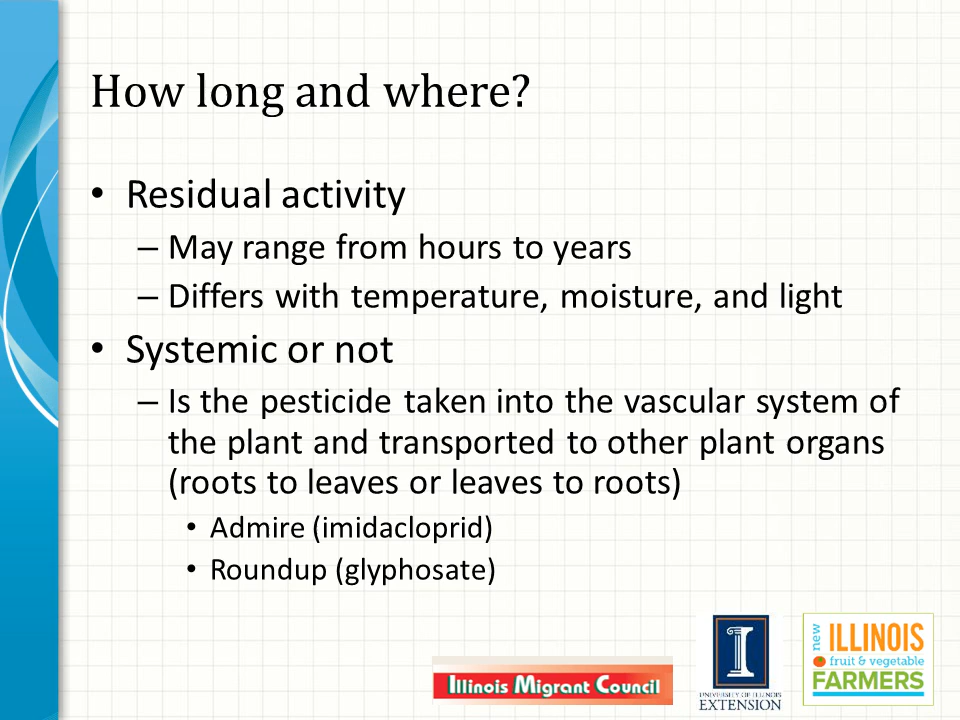 How long and where?
• Residual activity
– May range from hours to years
– Differs with temperature, moisture, and light
• Systemic or not
– Is the pesticide taken into the vascular system of
the plant and transported to other plant organs
(roots to leaves or leaves to roots)
• Admire (imidacloprid)
• Roundup (glyphosate)
Illinois Migrant Council
I
UNIVERSITY OF ILLINOIS
EXTENSION
new
ILLINOIS
fruit & vegetable
FARMERS